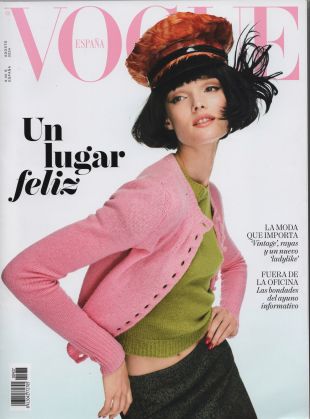 VOGUE
ESPAÑA
AGOSTO
Un
lugar
feliz
LA MODA
QUE IMPORTA
'Vintage', rayas
y un nuevo
'ladylike'
FUERA DE
LA OFICINA
Las bondades
del ayuno
informativo